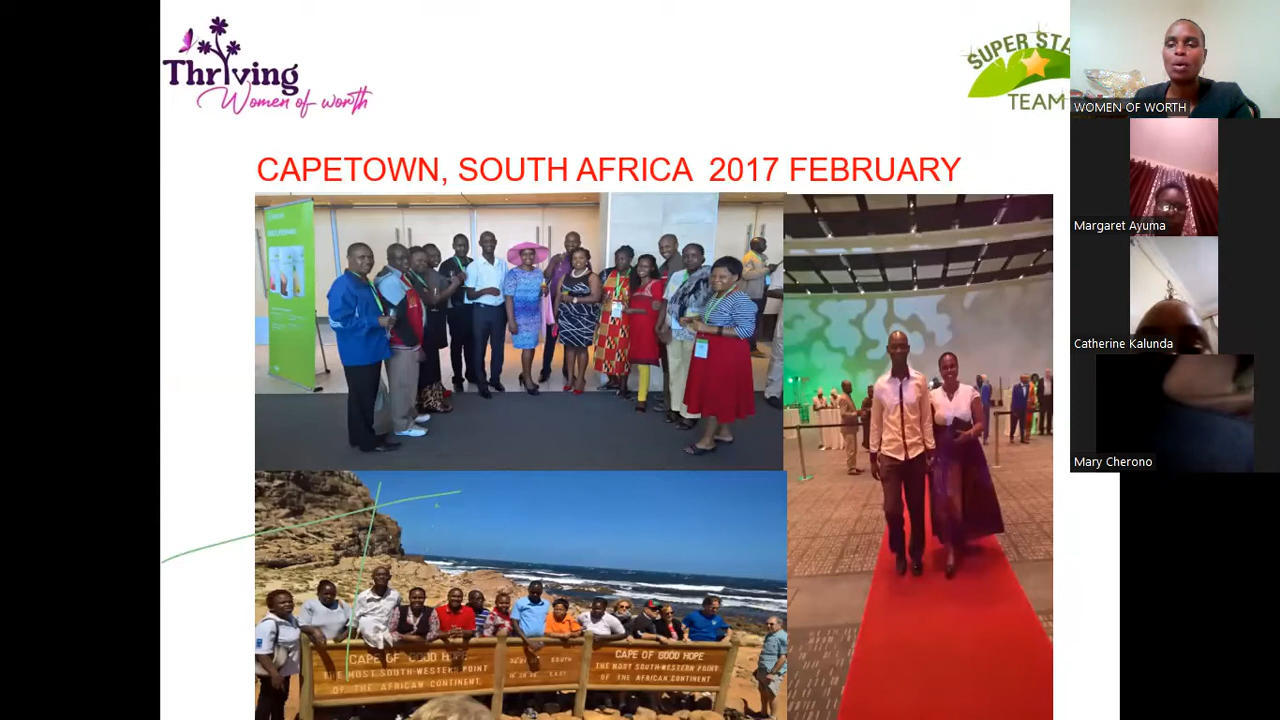 Thriving
Women of worth
SUPER STA
TEAM
CAPETOWN, SOUTH AFRICA 2017 FEBRUARY
CAPE OF GOOD HOPE
THE MOST SOUTH-WESTERN POINT
OF THE AFRICAN CONTINENT
SOUTH
EAST
CAPE OF GOOD HOPE
THE MOST SOUTH-WESTERN POINT
OF THE AFRICAN CONTINENT
WOMEN OF WORTH
Margaret Ayuma
Catherine Kalunda
Mary Cherono